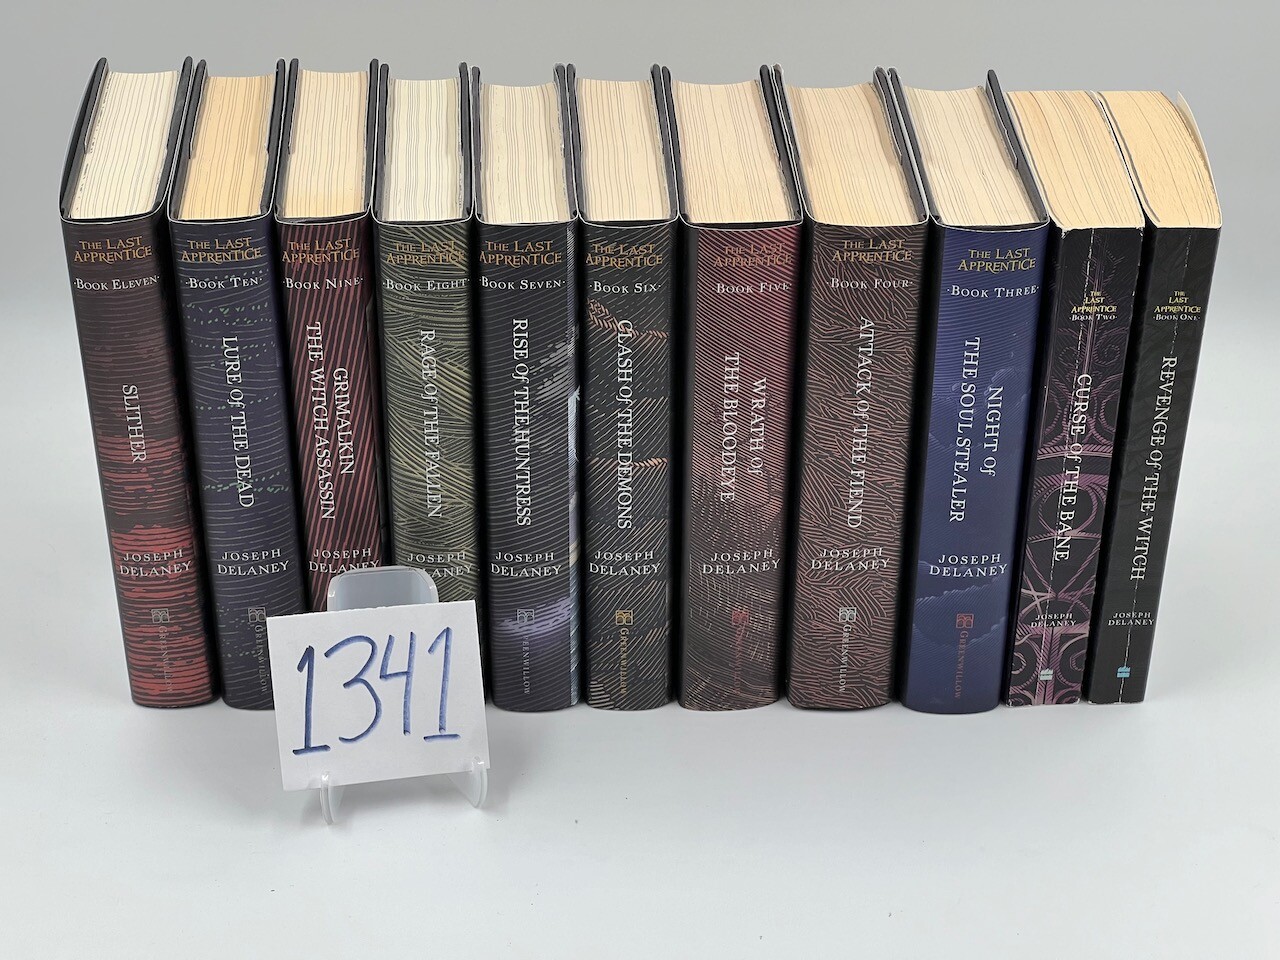 THE LAST
APPRENTICE
·BOOK ELEVEN·
SLITHER
JOSEPH
DELANEY
GREENWILLOW
THE LAST
APPRENTICE
·BOOK TEN·
LURE of THE DEAD
JOSEPH
DELANEY
GREENWILLOW
THE LAST
APPRENTICE
·BOOK NINE·
GRIMALKIN
THE WITCH ASSASSIN
JOSEPH
DELANEY
THE LAST
APPRENTICE
·BOOK EIGHT·
RAGE of THE FALLEN
JOSEPH
DELANEY
THE LAST
APPRENTICE
·BOOK SEVEN·
RISE of THE HUNTRESS
JOSEPH
DELANEY
GREENWILLOW
THE LAST
APPRENTICE
·BOOK SIX·
CLASH of THE DEMONS
JOSEPH
DELANEY
GREENWILLOW
THE LAST
APPRENTICE
BOOK FIVE
WRATH of
THE BLOODEYE
JOSEPH
DELANEY
THE LAST
APPRENTICE
BOOK FOUR·
ATTACK OF THE FIEND
JOSEPH
DELANEY
GREENWILLOW
THE LAST
APPRENTICE
·BOOK THREE·
NIGHT of
THE SOUL STEALER
JOSEPH
DELANEY
GREENWILLOW
THE
LAST
APPRENTICE
·BOOK TWO·
CURSE OF THE BANE
JOSEPH
DELANEY
THE
LAST
APPRENTICE
·BOOK ONE·
REVENGE of THE WITCH
JOSEPH
DELANEY
1341